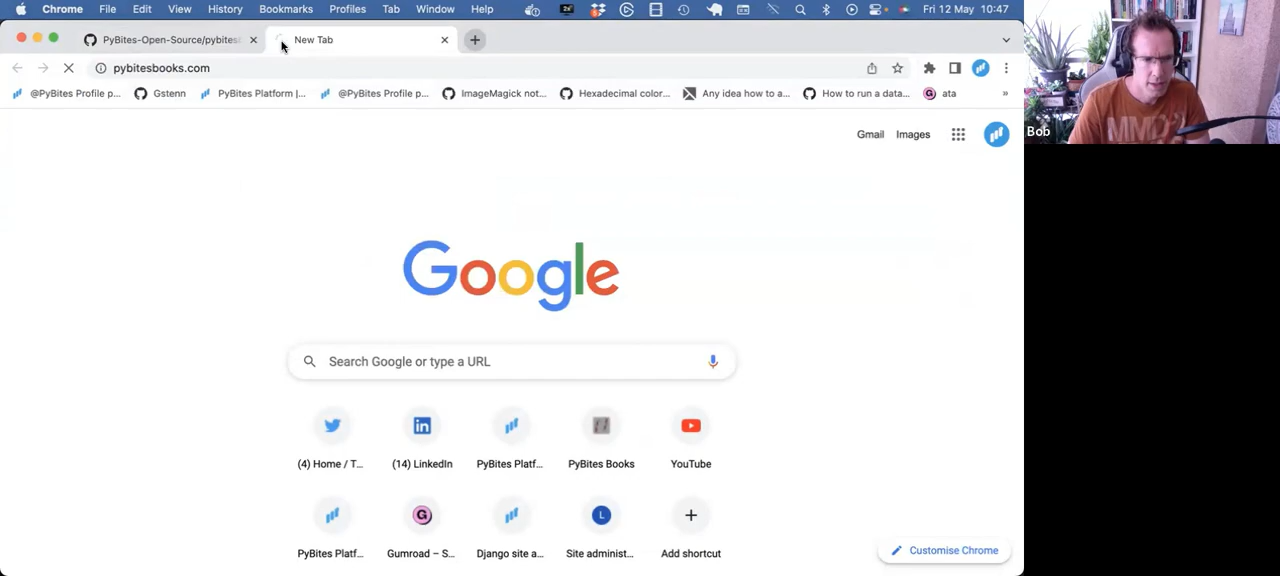 Chrome File Edit View History Bookmarks Profiles Tab Window Help Fri 12 May 10:47
PyBites-Open-Source/pybites
New Tab
pybitesbooks.com
@PyBites Profile p... Gstenn PyBites Platform |... @PyBites Profile p... ImageMagick not... Hexadecimal color... Any idea how to a... How to run a data... ata »
Gmail Images
Google
Search Google or type a URL
(4) Home / T... (14) LinkedIn PyBites Platf... PyBites Books YouTube
PyBites Platf... Gumroad – S... Django site a... Site administ... Add shortcut
Customise Chrome
Bob